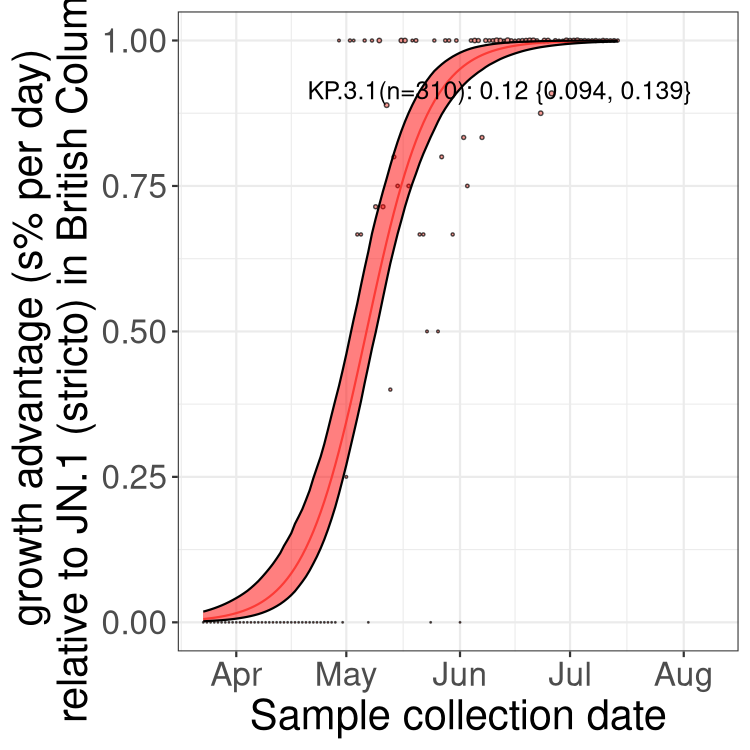 growth advantage (s% per day)
relative to JN.1 (stricto) in British Colum
1.00
0.75
0.50
0.25
0.00
KP.3.1(n=310): 0.12 {0.094, 0.139}
Apr May Jun Jul Aug
Sample collection date